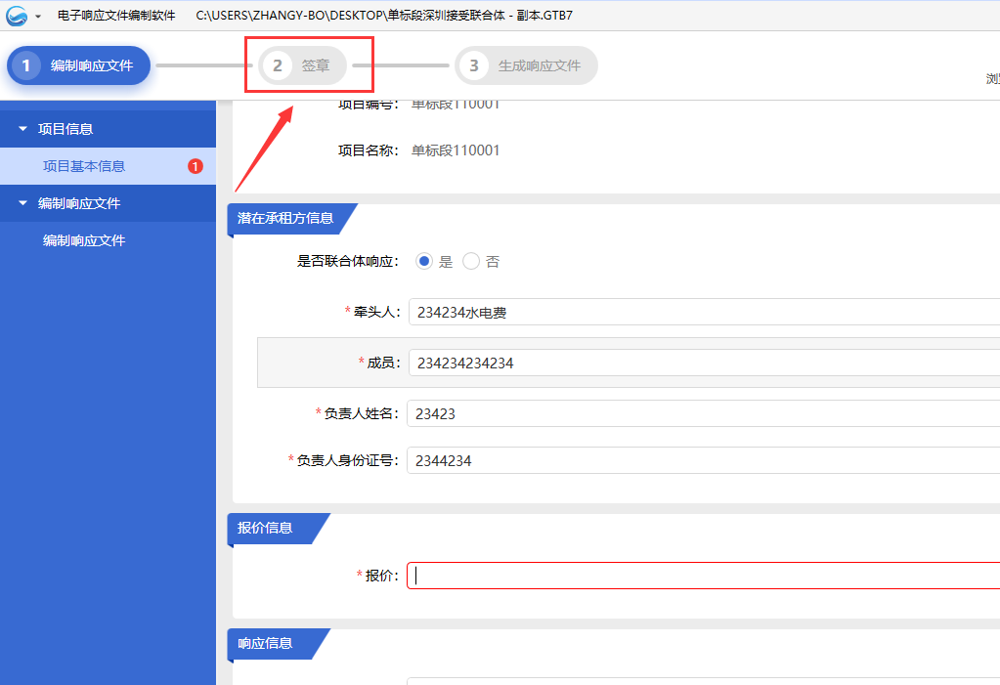 电子响应文件编制软件 C:\USERS\ZHANGY-BO\DESKTOP\单标段深圳接受联合体 - 副本.GTB7
1 编制响应文件 2 签章 3 生成响应文件
项目信息
项目基本信息 1
编制响应文件
编制响应文件
项目编号： 单标段110001
项目名称： 单标段110001
潜在承租方信息
是否联合体响应： 是 否
*牵头人： 234234水电费
*成员： 234234234234
*负责人姓名： 23423
*负责人身份证号： 2344234
报价信息
*报价：
响应信息